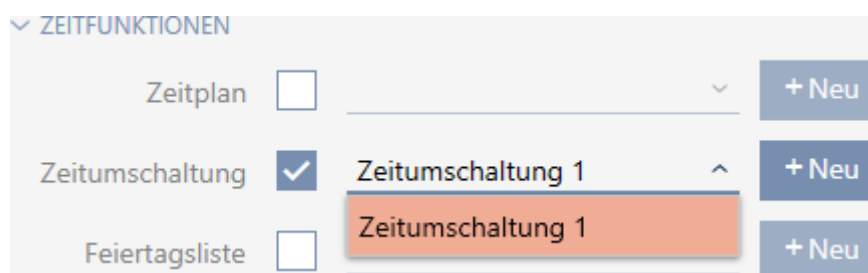 ZEITFUNKTIONEN
Zeitplan + Neu
Zeitumschaltung Zeitumschaltung 1 + Neu
Zeitumschaltung 1
Feiertagsliste + Neu